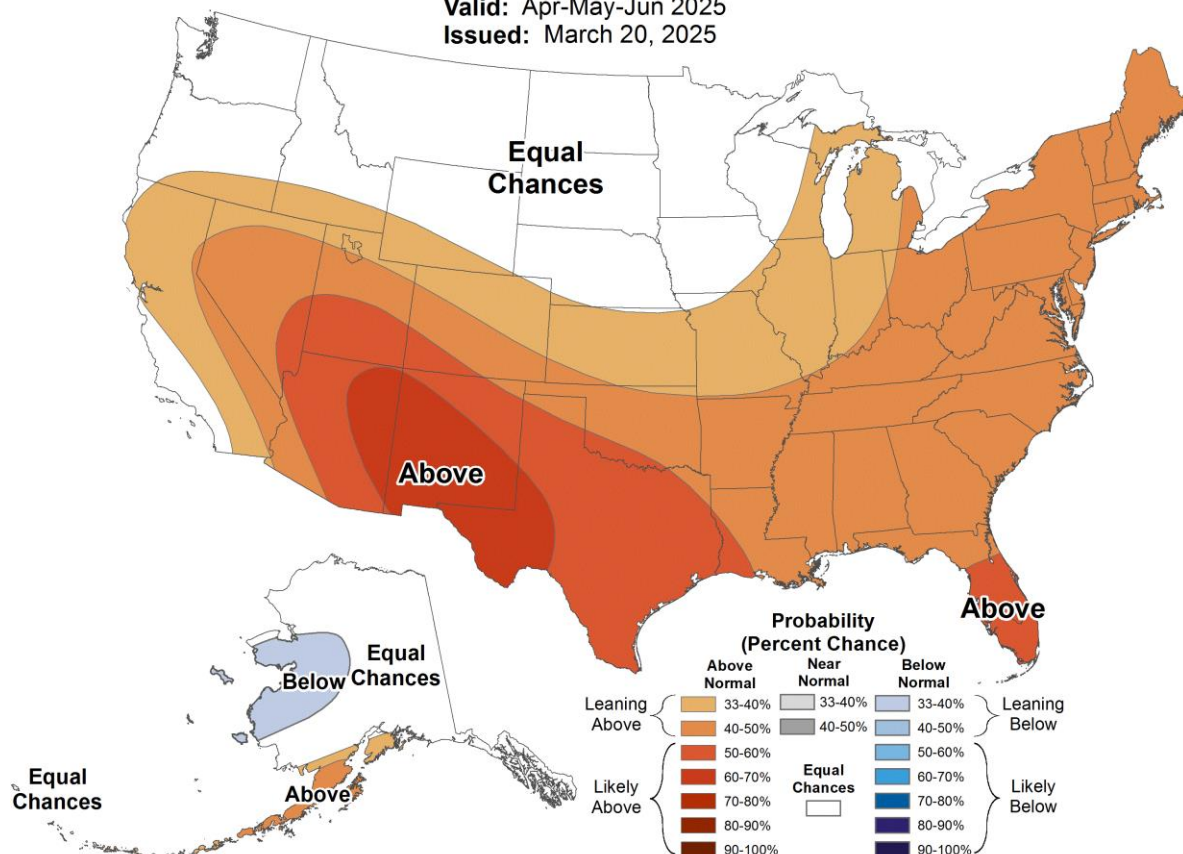 Valid: Apr-May-Jun 2025
Issued: March 20, 2025
Equal
Chances
Above
Above
Below
Equal
Chances
Above
Equal
Chances
Probability
(Percent Chance)
Above
Normal
Near
Normal
Below
Normal
Leaning
Above
33-40%
40-50%
33-40%
40-50%
33-40%
40-50%
Leaning
Below
Likely
Above
50-60%
60-70%
70-80%
80-90%
90-100%
Equal
Chances
50-60%
60-70%
70-80%
80-90%
90-100%
Likely
Below